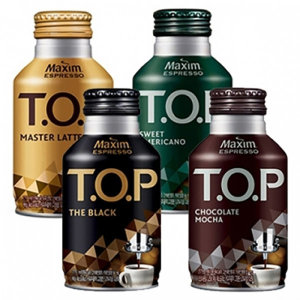 Maxim
ESPRESSO
T.O.P
MASTER LATTE
Maxim
ESPRESSO
T.O.P
SWEET
AMERICANO
Maxim
ESPRESSO
T.O.P
THE BLACK
Maxim
ESPRESSO
T.O.P
CHOCOLATE
MOCHA